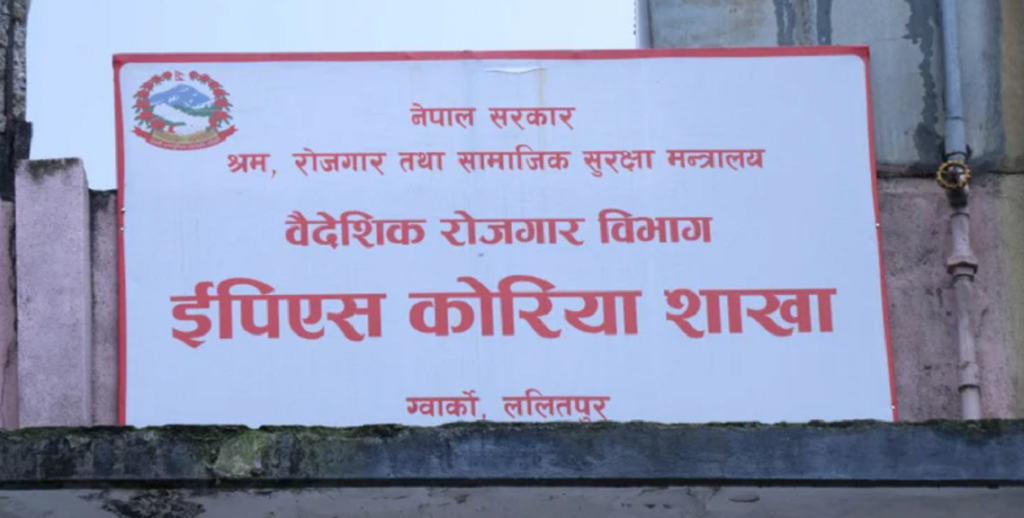 नेपाल सरकार
श्रम, रोजगार तथा सामाजिक सुरक्षा मन्त्रालय
वैदेशिक रोजगार विभाग
ईपिएस कोरिया शाखा
ग्वार्को, ललितपुर